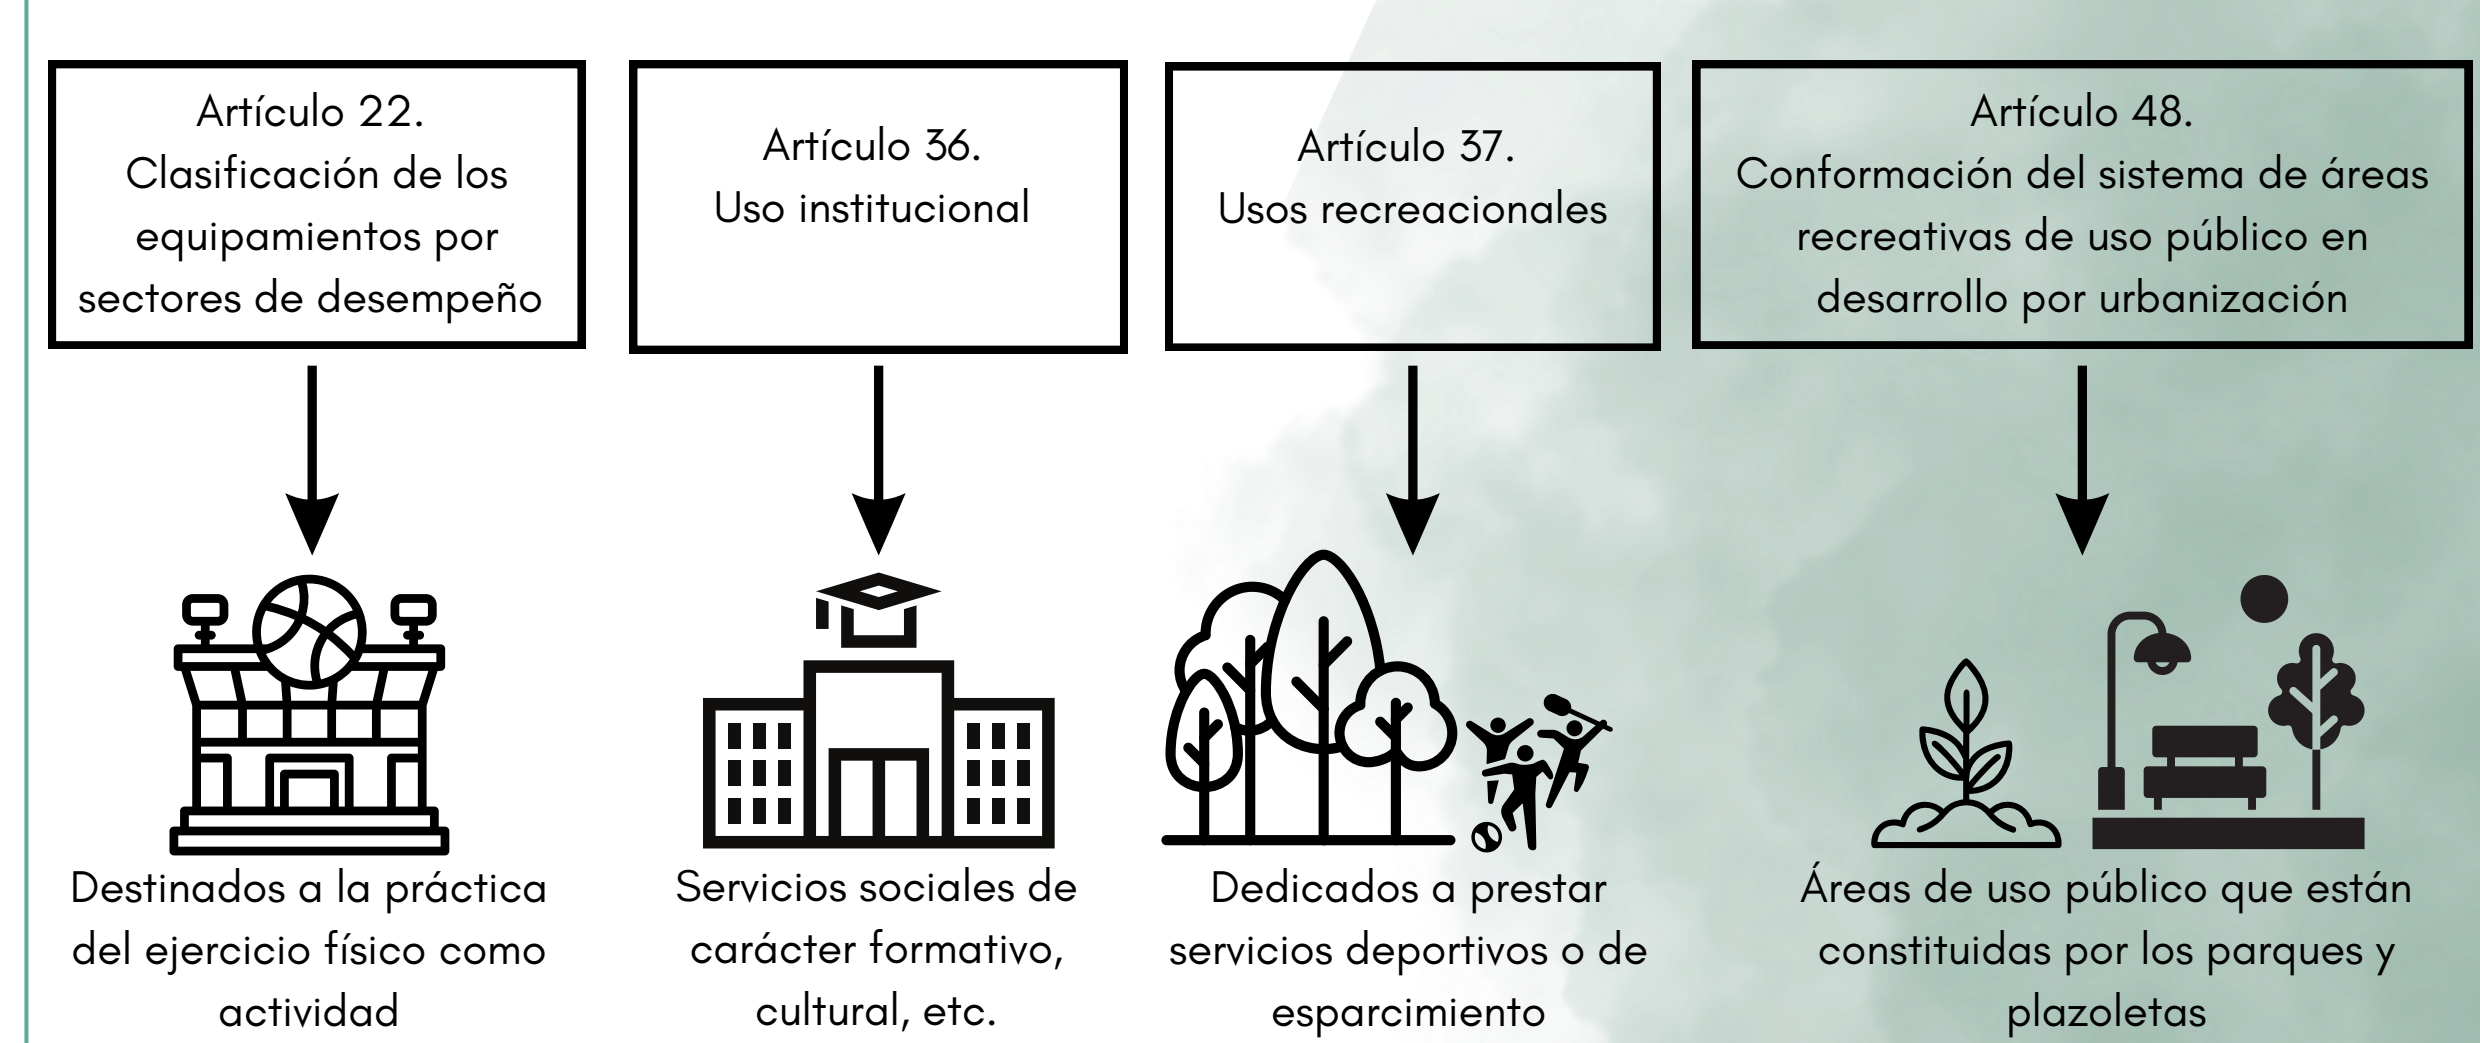 Artículo 22.
Clasificación de los
equipamientos por
sectores de desempeño
Artículo 36.
Uso institucional
Artículo 37.
Usos recreacionales
Artículo 48.
Conformación del sistema de áreas
recreativas de uso público en
desarrollo por urbanización
Destinados a la práctica
del ejercicio físico como
actividad
Servicios sociales de
carácter formativo,
cultural, etc.
Dedicados a prestar
servicios deportivos o de
esparcimiento
Áreas de uso público que están
constituidas por los parques y
plazoletas